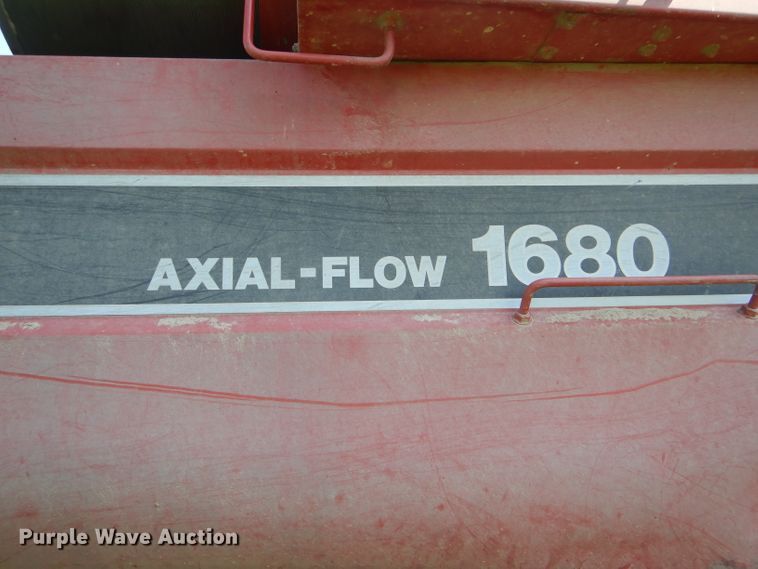 AXIAL-FLOW 1680
Purple Wave Auction